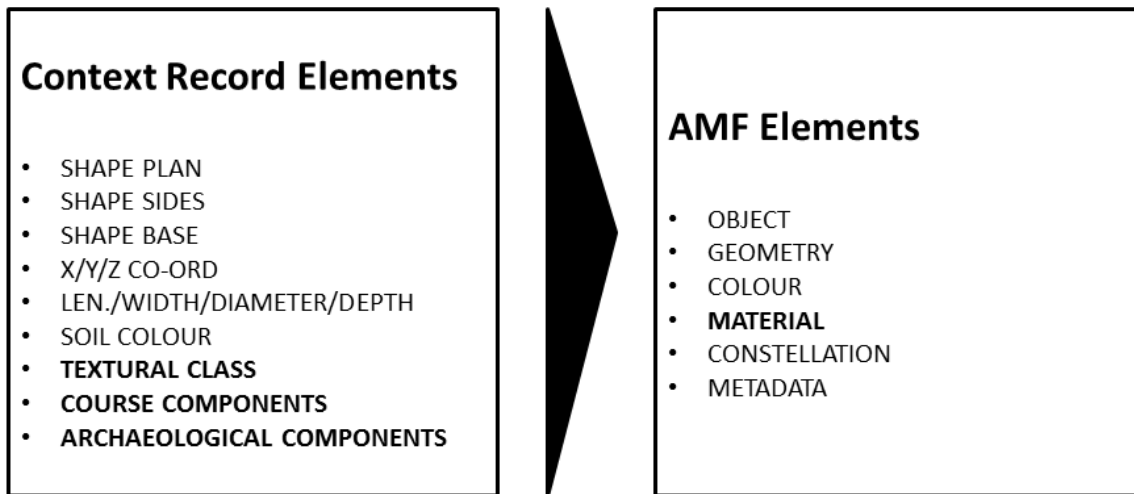 Context Record Elements
• SHAPE PLAN
• SHAPE SIDES
• SHAPE BASE
• X/Y/Z CO-ORD
• LEN./WIDTH/DIAMETER/DEPTH
• SOIL COLOUR
• TEXTURAL CLASS
• COURSE COMPONENTS
• ARCHAEOLOGICAL COMPONENTS
AMF Elements
• OBJECT
• GEOMETRY
• COLOUR
• MATERIAL
• CONSTELLATION
• METADATA